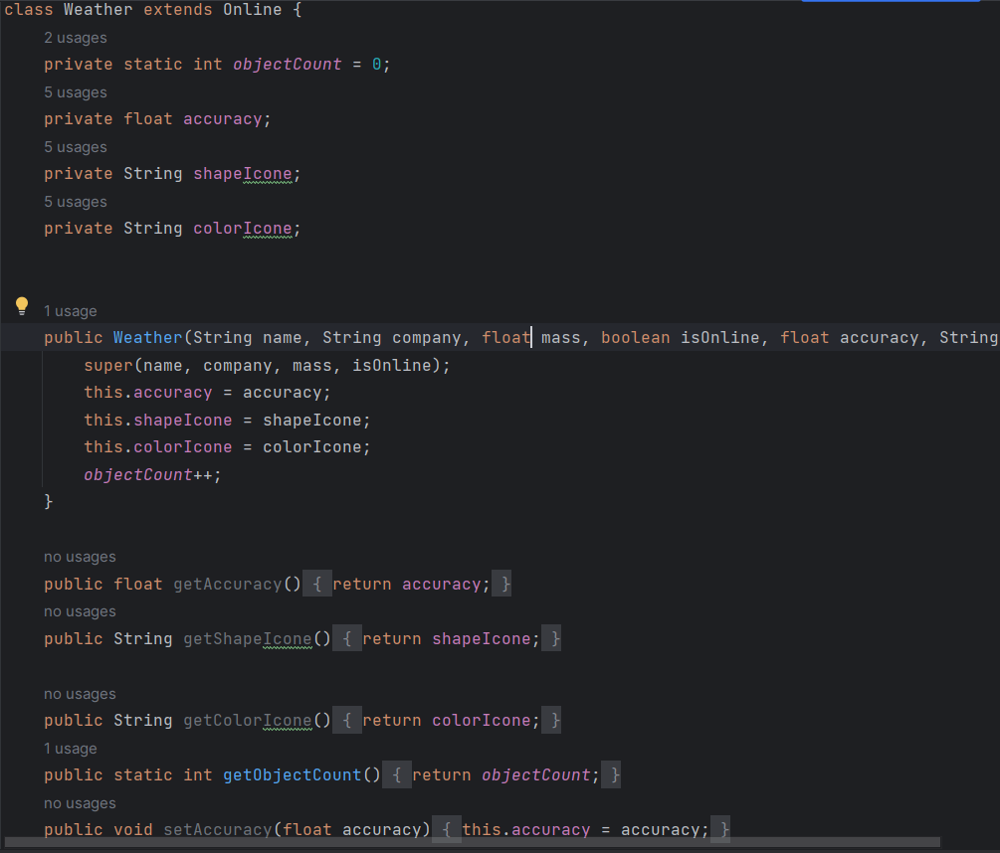 class Weather extends Online {
2 usages
private static int objectCount = 0;
5 usages
private float accuracy;
5 usages
private String shapeIcone;
5 usages
private String colorIcone;
1 usage
public Weather(String name, String company, float mass, boolean isOnline, float accuracy, String
super(name, company, mass, isOnline);
this.accuracy = accuracy;
this.shapeIcone = shapeIcone;
this.colorIcone = colorIcone;
objectCount++;
}
no usages
public float getAccuracy() { return accuracy; }
no usages
public String getShapeIcone() { return shapeIcone; }
no usages
public String getColorIcone() { return colorIcone; }
1 usage
public static int getObjectCount() { return objectCount; }
no usages
public void setAccuracy(float accuracy) { this.accuracy = accuracy; }